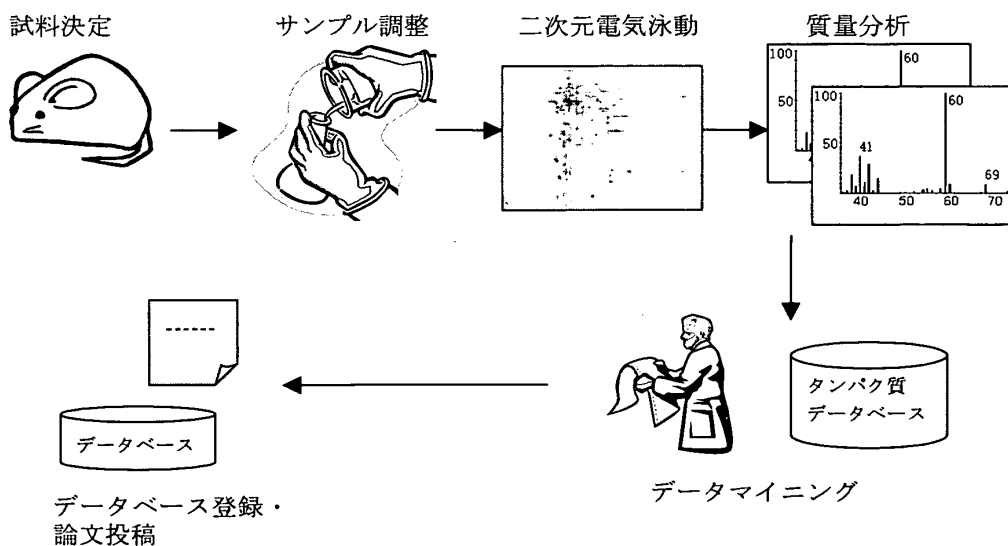 試料決定
サンプル調整
二次元電気泳動
質量分析
100
60
50
100
60
50
41
69
40
50
60
70
タンパク質
データベース
データマイニング
データベース
データベース登録・
論文投稿